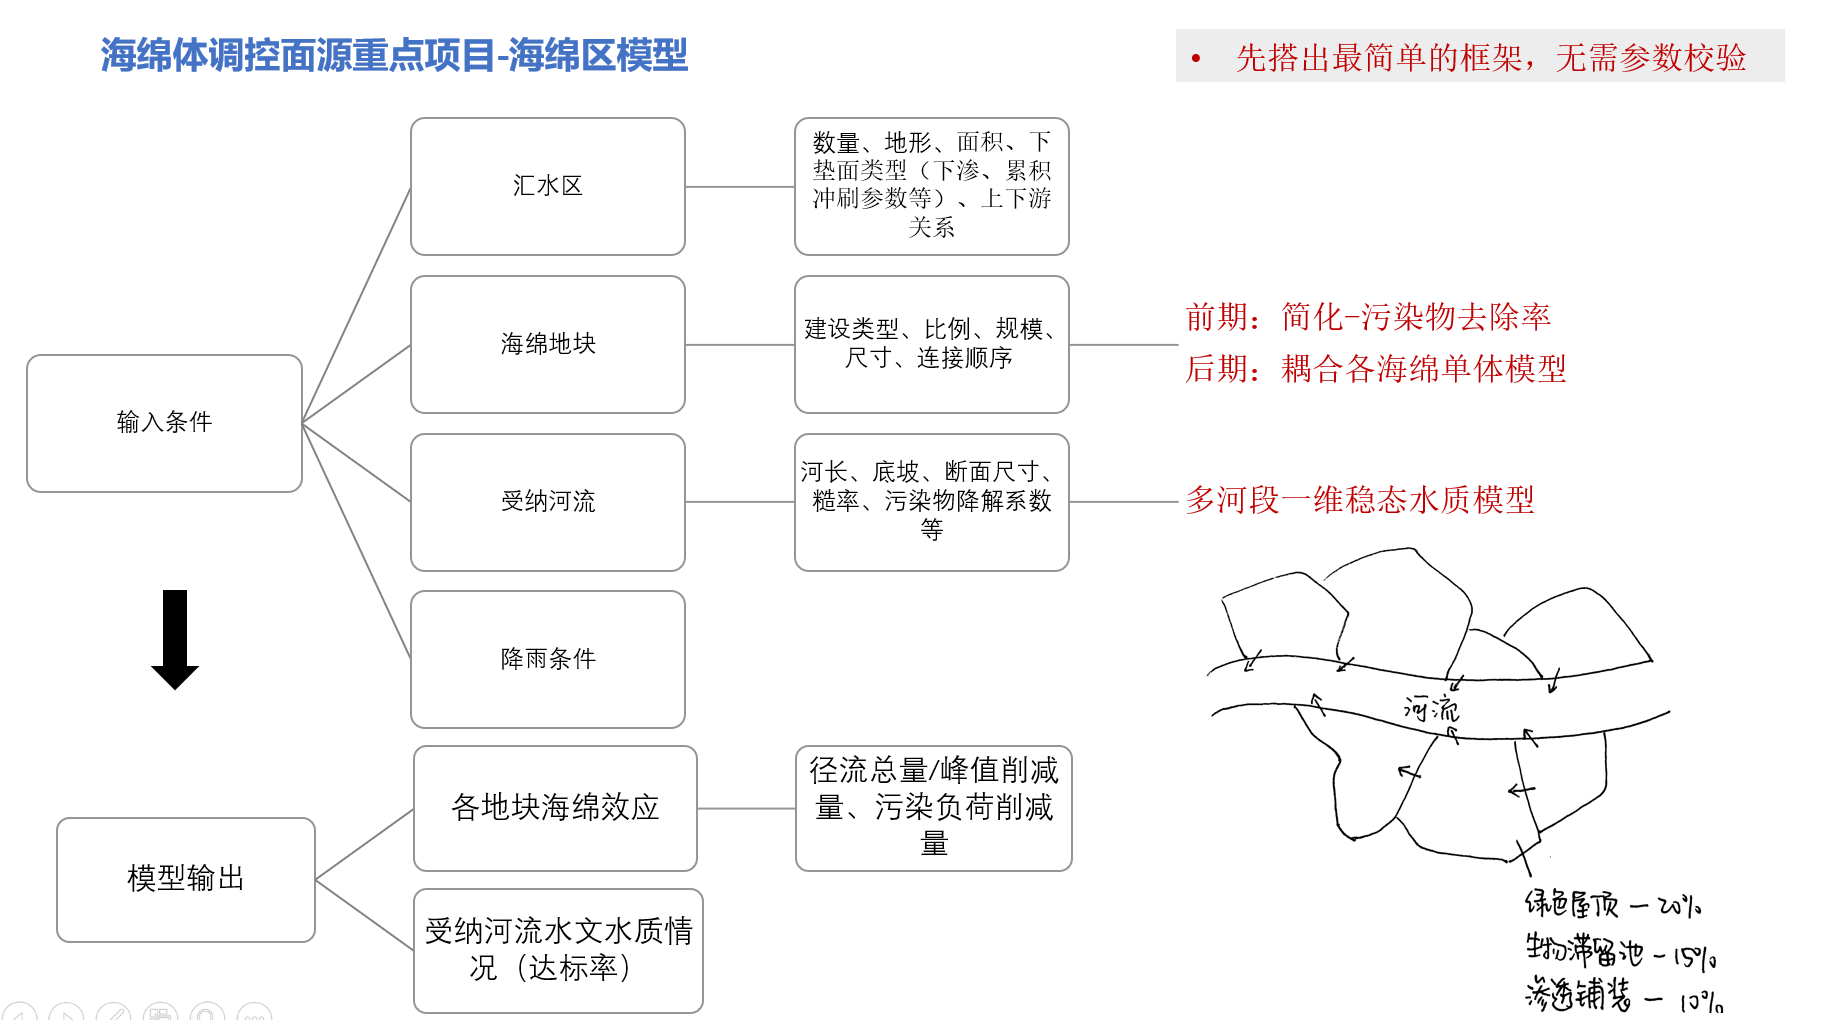 海绵体调控面源重点项目-海绵区模型
• 先搭出最简单的框架，无需参数校验
输入条件
汇水区
数量、地形、面积、下
垫面类型（下渗、累积
冲刷参数等）、上下游
关系
海绵地块
建设类型、比例、规模、
尺寸、连接顺序
前期：简化-污染物去除率
后期：耦合各海绵单体模型
受纳河流
河长、底坡、断面尺寸、
糙率、污染物降解系数
等
多河段一维稳态水质模型
降雨条件
河流
模型输出
各地块海绵效应
径流总量/峰值削减
量、污染负荷削减
量
受纳河流水文水质情
况（达标率）
绿色屋顶 — 20%
生物滞留池 — 15%
渗透铺装 — 10%